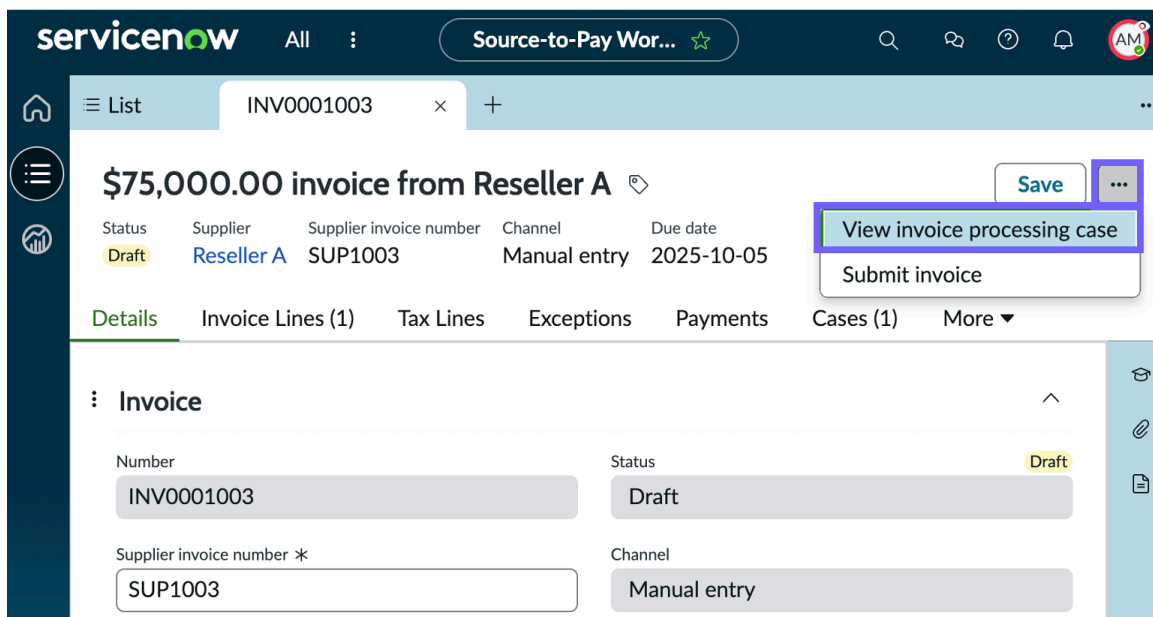 servicenow All Source-to-Pay Wor... AM
List INV0001003
$75,000.00 invoice from Reseller A Save
Status Supplier Supplier invoice number Channel Due date
Draft Reseller A SUP1003 Manual entry 2025-10-05
View invoice processing case
Submit invoice
Details Invoice Lines (1) Tax Lines Exceptions Payments Cases (1) More
Invoice
Number Status Draft
INV0001003 Draft
Supplier invoice number * Channel
SUP1003 Manual entry